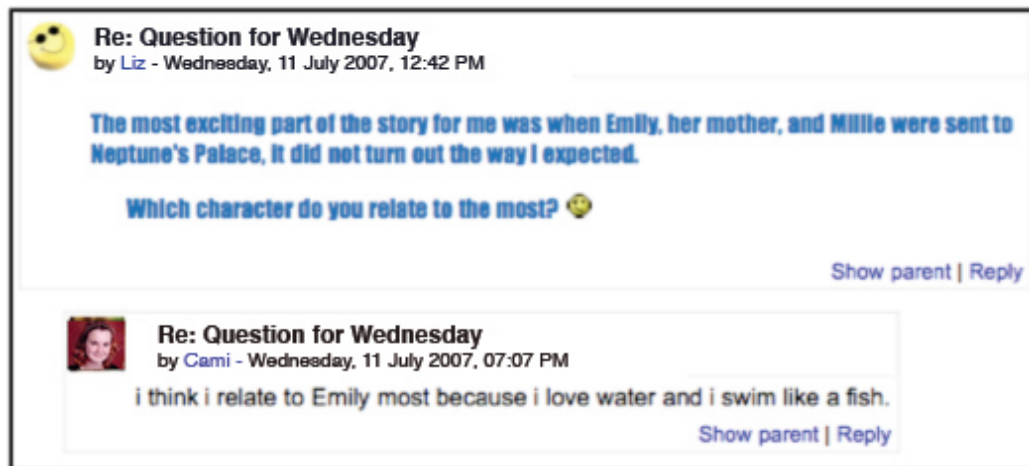 Re: Question for Wednesday
by Liz - Wednesday, 11 July 2007, 12:42 PM
The most exciting part of the story for me was when Emily, her mother, and Millie were sent to
Neptune's Palace, it did not turn out the way I expected.
Which character do you relate to the most?
Show parent | Reply
Re: Question for Wednesday
by Cami - Wednesday, 11 July 2007, 07:07 PM
i think i relate to Emily most because i love water and i swim like a fish.
Show parent | Reply